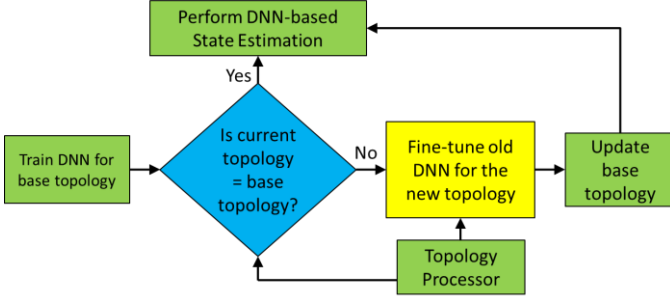 Perform DNN-based
State Estimation
Yes
Train DNN for
base topology
Is current
topology
= base
topology?
No
Fine-tune old
DNN for the
new topology
Update
base
topology
Topology
Processor